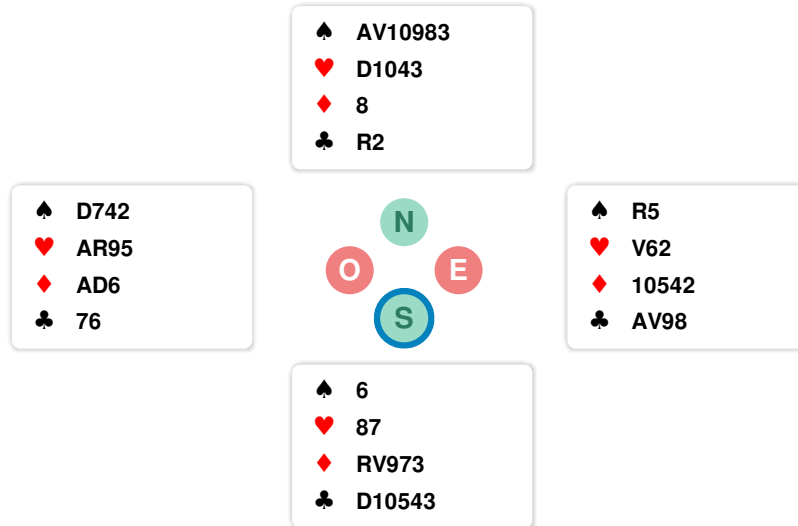 ♠ AV10983
♥ D1043
♦ 8
♣ R2
♠ D742
♥ AR95
♦ AD6
♣ 76
N
O E
S
♠ R5
♥ V62
♦ 10542
♣ AV98
♠ 6
♥ 87
♦ RV973
♣ D10543